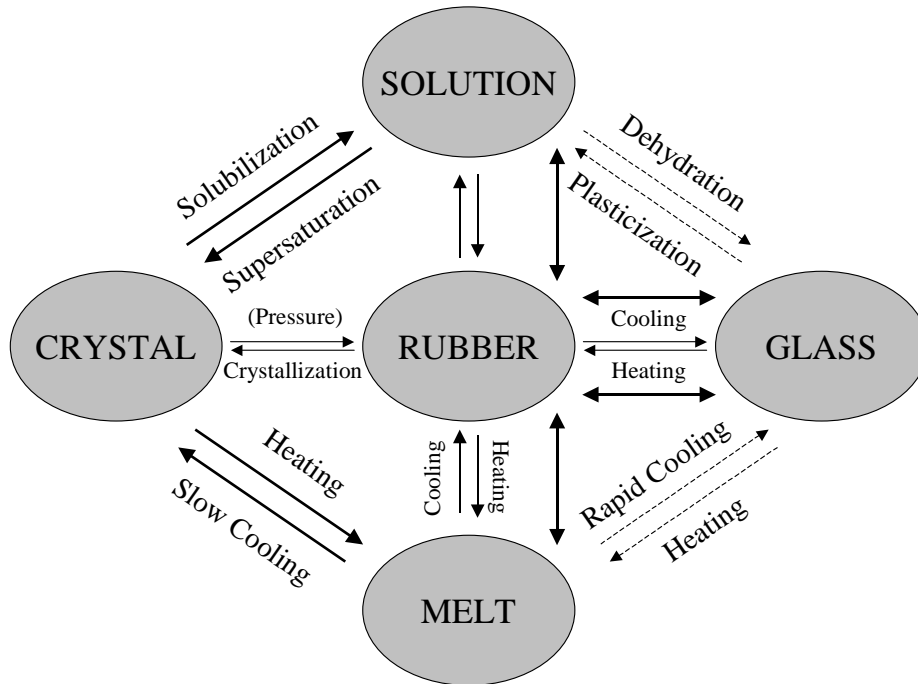 SOLUTION
Solubilization
Supersaturation
Dehydration
Plasticization
CRYSTAL
(Pressure)
Crystallization
RUBBER
Cooling
Heating
GLASS
Heating
Slow Cooling
Cooling
Heating
Rapid Cooling
Heating
MELT